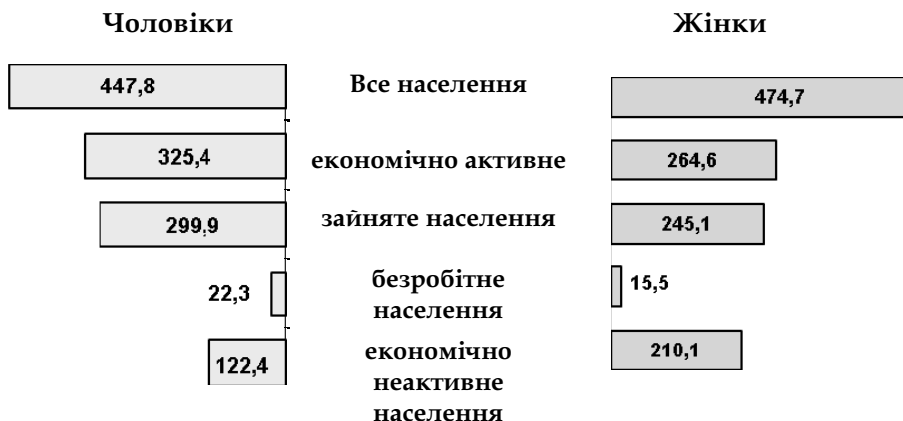 Чоловіки
Жінки
447,8
Все населення
474,7
325,4
економічно активне
264,6
299,9
зайняте населення
245,1
22,3
безробітне
населення
15,5
122,4
економічно
неактивне
населення
210,1